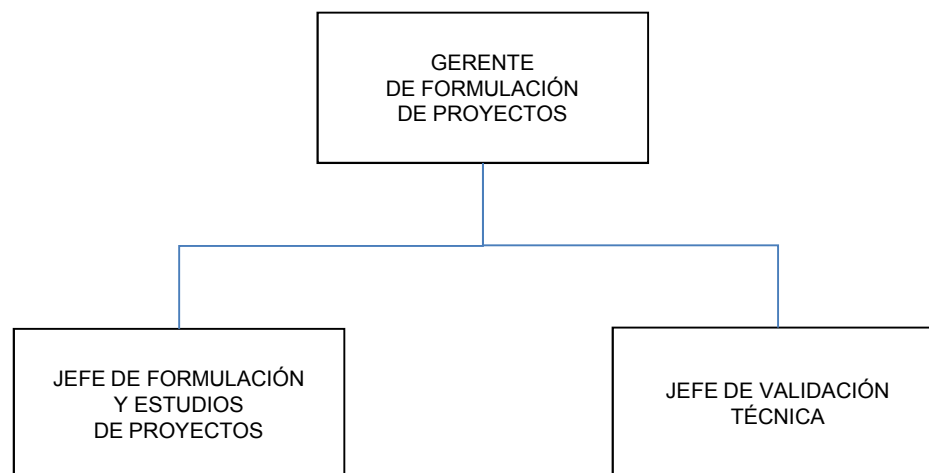 GERENTE
DE FORMULACIÓN
DE PROYECTOS
JEFE DE FORMULACIÓN
Y ESTUDIOS
DE PROYECTOS
JEFE DE VALIDACIÓN
TÉCNICA